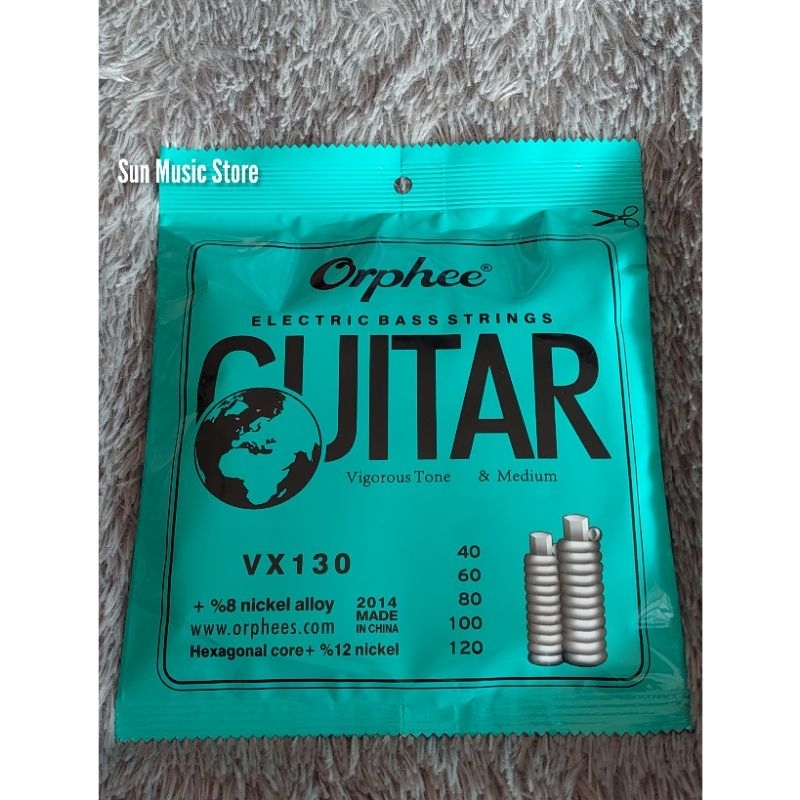 Sun Music Store
Orphee®
ELECTRIC BASS STRINGS
GUITAR
Vigorous Tone & Medium
VX130
+ %8 nickel alloy
www.orphees.com
Hexagonal core+ %12 nickel
2014
MADE
IN CHINA
40
60
80
100
120